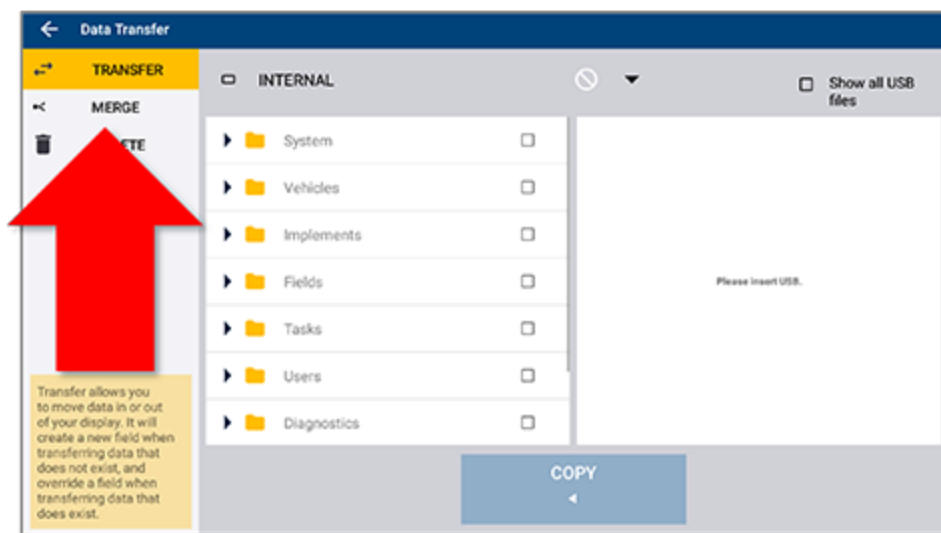 Data Transfer
TRANSFER
MERGE
ETE
INTERNAL
Show all USB
files
System
Vehicles
Implements
Fields
Tasks
Users
Diagnostics
Please insert USB.
Transfer allows you
to move data in or out
of your display. It will
create a new field when
transferring data that
does not exist, and
override a field when
transferring data that
does exist.
COPY